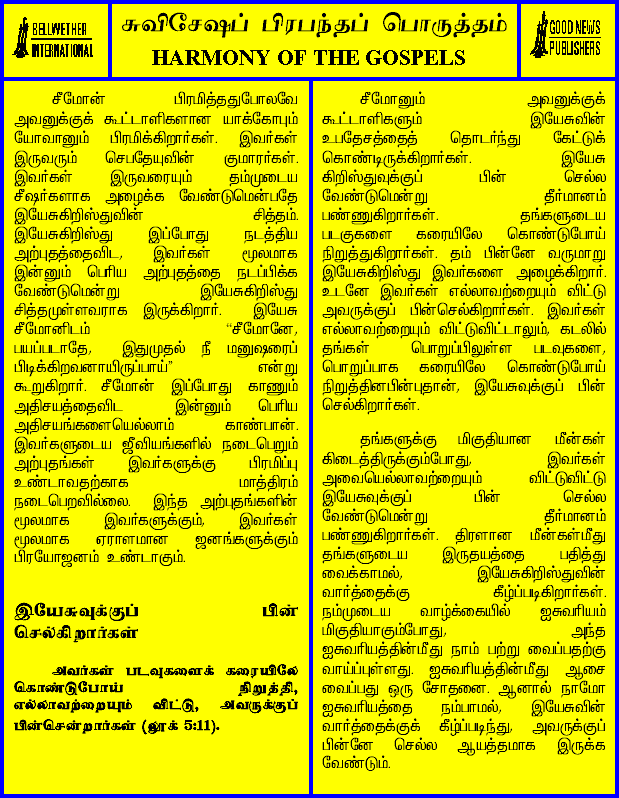 BELLWETHER
INTERNATIONAL
சுவிசேஷப் பிரபந்தப் பொருத்தம்
HARMONY OF THE GOSPELS
GOOD NEWS
PUBLISHERS
சீமோன் பிரமித்ததுபோலவே
அவனுக்குக் கூட்டாளிகளான யாக்கோபும்
யோவானும் பிரமிக்கிறார்கள். இவர்கள்
இருவரும் செபதேயுவின் குமாரர்கள்.
இவர்கள் இருவரையும் தம்முடைய
சீஷர்களாக அழைக்க வேண்டுமென்பதே
இயேசுகிறிஸ்துவின் சித்தம்.
இயேசுகிறிஸ்து இப்போது நடத்திய
அற்புதத்தைவிட, இவர்கள் மூலமாக
இன்னும் பெரிய அற்புதத்தை நடப்பிக்க
வேண்டுமென்று இயேசுகிறிஸ்து
சித்தமுள்ளவராக இருக்கிறார். இயேசு
சீமோனிடம் “சீமோனே,
பயப்படாதே, இதுமுதல் நீ மனுஷரைப்
பிடிக்கிறவனாயிருப்பாய்” என்று
கூறுகிறார். சீமோன் இப்போது காணும்
அதிசயத்தைவிட இன்னும் பெரிய
அதிசயங்களையெல்லாம் காண்பான்.
இவர்களுடைய ஜீவியங்களில் நடைபெறும்
அற்புதங்கள் இவர்களுக்கு பிரமிப்பு
உண்டாவதற்காக மாத்திரம்
நடைபெறவில்லை. இந்த அற்புதங்களின்
மூலமாக இவர்களுக்கும், இவர்கள்
மூலமாக ஏராளமான ஜனங்களுக்கும்
பிரயோஜனம் உண்டாகும்.
இயேசுவுக்குப் பின்
செல்கிறார்கள்
அவர்கள் படவுகளைக் கரையிலே
கொண்டுபோய் நிறுத்தி,
எல்லாவற்றையும் விட்டு, அவருக்குப்
பின்சென்றார்கள் (லூக் 5:11).
சீமோனும் அவனுக்குக்
கூட்டாளிகளும் இயேசுவின்
உபதேசத்தைத் தொடர்ந்து கேட்டுக்
கொண்டிருக்கிறார்கள். இயேசு
கிறிஸ்துவுக்குப் பின் செல்ல
வேண்டுமென்று தீர்மானம்
பண்ணுகிறார்கள். தங்களுடைய
படகுகளை கரையிலே கொண்டுபோய்
நிறுத்துகிறார்கள். தம் பின்னே வருமாறு
இயேசுகிறிஸ்து இவர்களை அழைக்கிறார்.
உடனே இவர்கள் எல்லாவற்றையும் விட்டு
அவருக்குப் பின்செல்கிறார்கள். இவர்கள்
எல்லாவற்றையும் விட்டுவிட்டாலும், கடலில்
தங்கள் பொறுப்பிலுள்ள படவுகளை,
பொறுப்பாக கரையிலே கொண்டுபோய்
நிறுத்தினபின்புதான், இயேசுவுக்குப் பின்
செல்கிறார்கள்.
தங்களுக்கு மிகுதியான மீன்கள்
கிடைத்திருக்கும்போது, இவர்கள்
அவையெல்லாவற்றையும் விட்டுவிட்டு
இயேசுவுக்குப் பின் செல்ல
வேண்டுமென்று தீர்மானம்
பண்ணுகிறார்கள். திரளான மீன்கள்மீது
தங்களுடைய இருதயத்தை பதித்து
வைக்காமல், இயேசுகிறிஸ்துவின்
வார்த்தைக்கு கீழ்ப்படிகிறார்கள்.
நம்முடைய வாழ்க்கையில் ஐசுவரியம்
மிகுதியாகும்போது, அந்த
ஐசுவரியத்தின்மீது நாம் பற்று வைப்பதற்கு
வாய்ப்புள்ளது. ஐசுவரியத்தின்மீது ஆசை
வைப்பது ஒரு சோதனை. ஆனால் நாமோ
ஐசுவரியத்தை நம்பாமல், இயேசுவின்
வார்த்தைக்குக் கீழ்ப்படிந்து, அவருக்குப்
பின்னே செல்ல ஆயத்தமாக இருக்க
வேண்டும்.